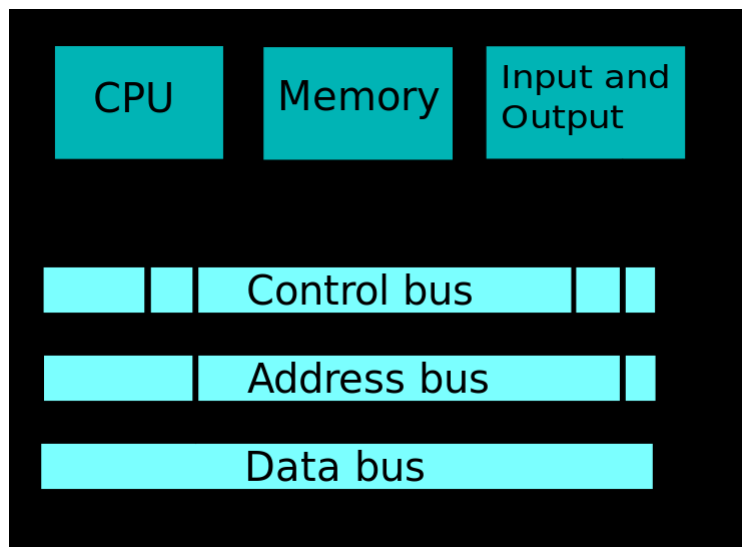 CPU
Memory
Input and
Output
Control bus
Address bus
Data bus